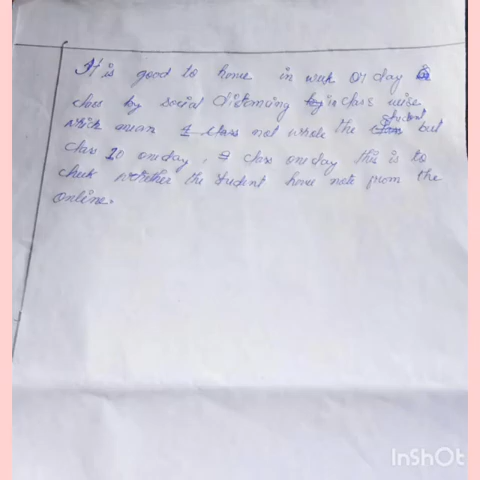 It is good to home in week or day
class by social distancing in class wise
which mean 1 class not whole the student but
class 10 one day, 9 class one day this is to
check whether the student have note from the
online.
InShOt